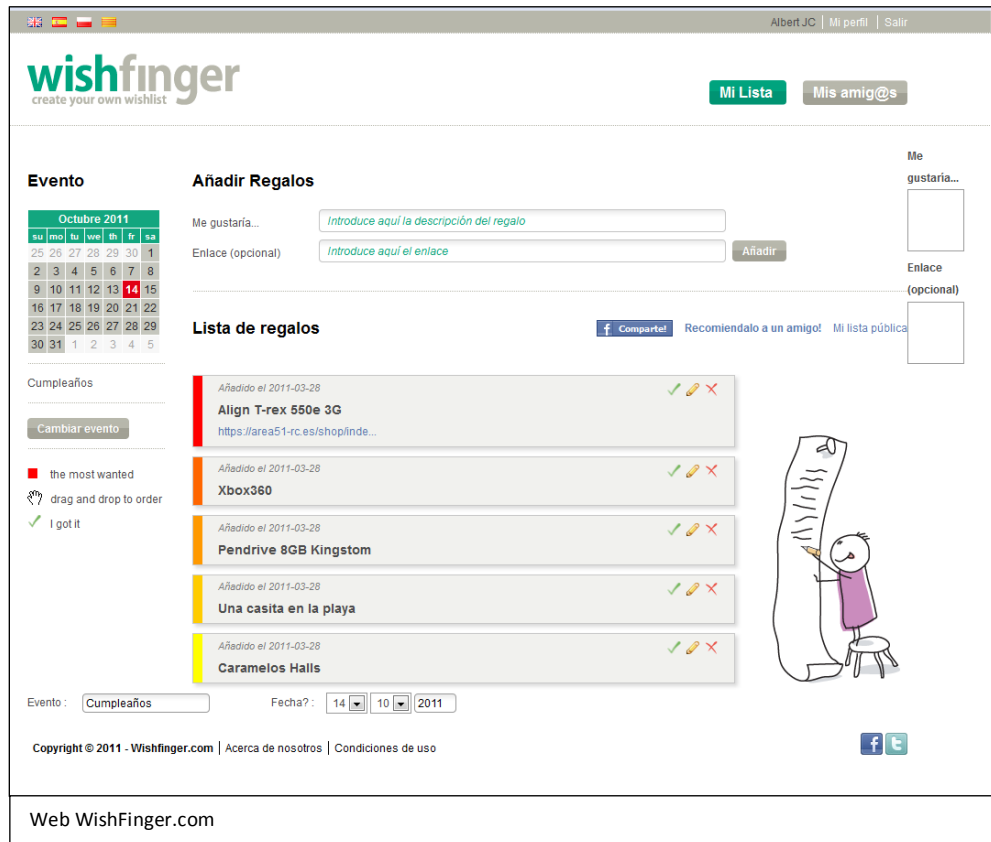 Albert JC | Mi perfil | Salir
wishfinger
create your own wishlist
Mi Lista
Mis amig@s
Evento
Octubre 2011
su mo tu we th fr sa
25 26 27 28 29 30 1
2 3 4 5 6 7 8
9 10 11 12 13 14 15
16 17 18 19 20 21 22
23 24 25 26 27 28 29
30 31 1 2 3 4 5
Cumpleaños
Cambiar evento
the most wanted
drag and drop to order
I got it
Añadir Regalos
Me gustaría...
Introduce aquí la descripción del regalo
Enlace (opcional)
Introduce aquí el enlace
Añadir
Me
gustaría...
Enlace
(opcional)
Lista de regalos
f Comparte!
Recomiendalo a un amigo!
Mi lista pública
Añadido el 2011-03-28
Align T-rex 550e 3G
https://area51-rc.es/shop/inde...
Añadido el 2011-03-28
Xbox360
Añadido el 2011-03-28
Pendrive 8GB Kingstom
Añadido el 2011-03-28
Una casita en la playa
Añadido el 2011-03-28
Caramelos Halls
Evento : Cumpleaños Fecha? : 14 10 2011
Copyright © 2011 - Wishfinger.com | Acerca de nosotros | Condiciones de uso
f t
Web WishFinger.com